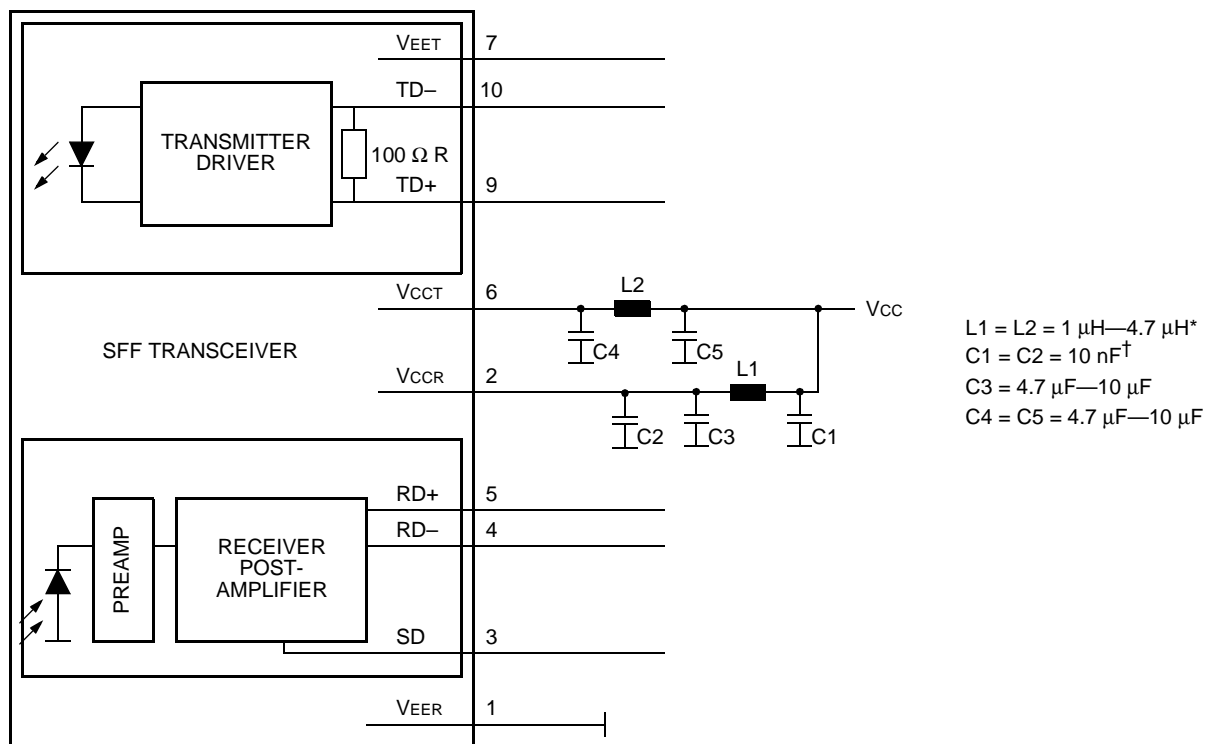 VEET 7
TD– 10
TRANSMITTER
DRIVER
100 Ω R
TD+ 9
VCCT 6
L2
VCC
C4
C5
SFF TRANSCEIVER
VCCR 2
L1
C2
C3
C1
L1 = L2 = 1 μH—4.7 μH*
C1 = C2 = 10 nF†
C3 = 4.7 μF—10 μF
C4 = C5 = 4.7 μF—10 μF
RD+ 5
RD– 4
PREAMP
RECEIVER
POST-
AMPLIFIER
SD 3
VEER 1